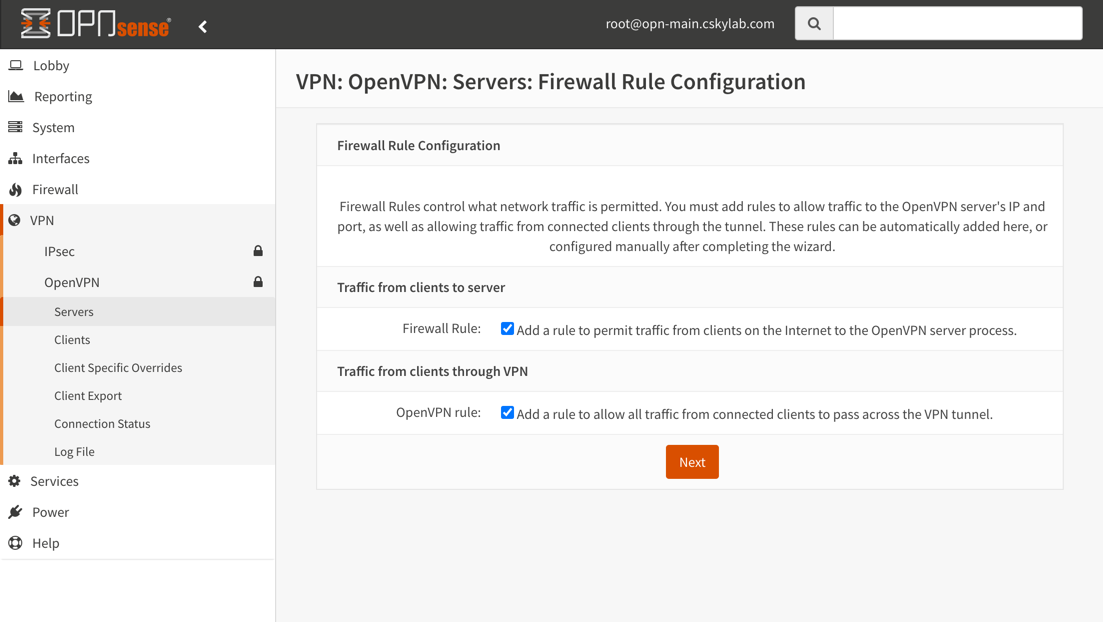 OPNsense®
root@opn-main.cskylab.com
Lobby
Reporting
System
Interfaces
Firewall
VPN
IPsec
OpenVPN
Servers
Clients
Client Specific Overrides
Client Export
Connection Status
Log File
Services
Power
Help
VPN: OpenVPN: Servers: Firewall Rule Configuration
Firewall Rule Configuration
Firewall Rules control what network traffic is permitted. You must add rules to allow traffic to the OpenVPN server's IP and
port, as well as allowing traffic from connected clients through the tunnel. These rules can be automatically added here, or
configured manually after completing the wizard.
Traffic from clients to server
Firewall Rule: Add a rule to permit traffic from clients on the Internet to the OpenVPN server process.
Traffic from clients through VPN
OpenVPN rule: Add a rule to allow all traffic from connected clients to pass across the VPN tunnel.
Next